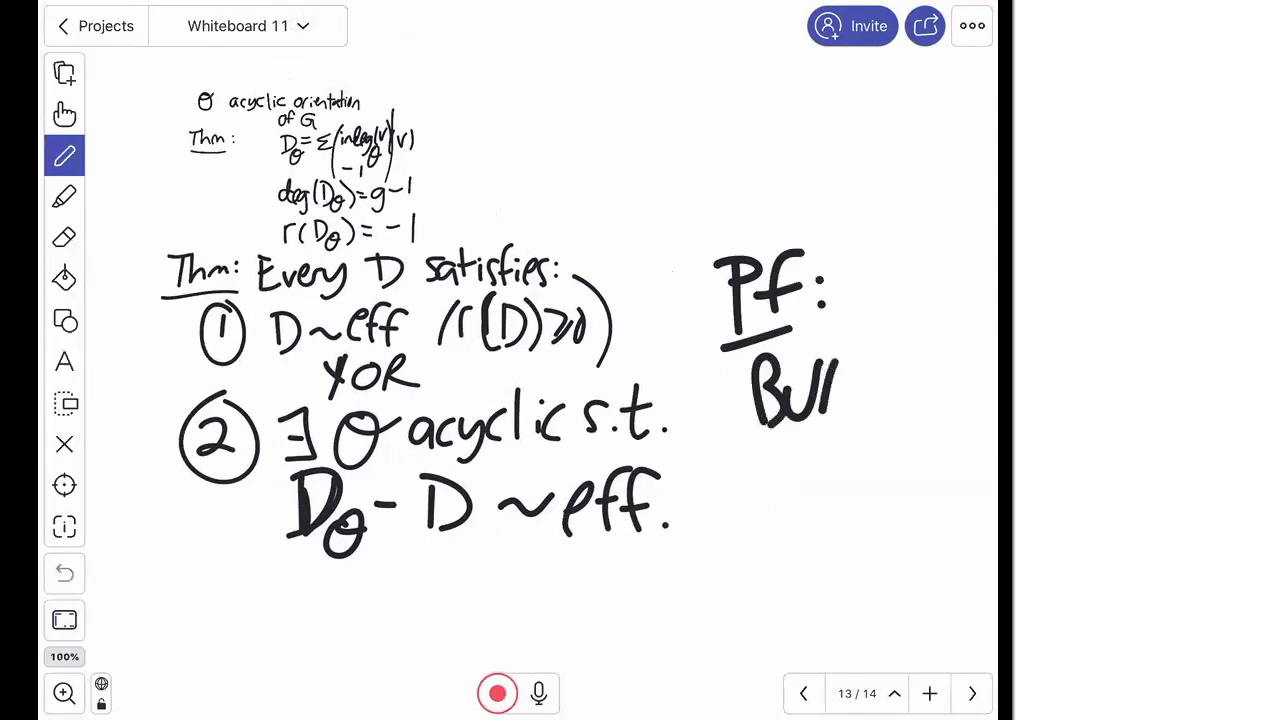 Projects
Whiteboard 11
Invite
θ acyclic orientation
of G
Thm: D_θ = Σ (indeg_θ(v) -1)(v)
deg(D_θ) = g-1
r(D_θ) = -1
Thm: Every D satisfies:
① D ~ eff (r(D) ≥ 0)
XOR
② ∃ θ acyclic s.t.
D_θ - D ~ eff.
Pf:
100%
13 / 14